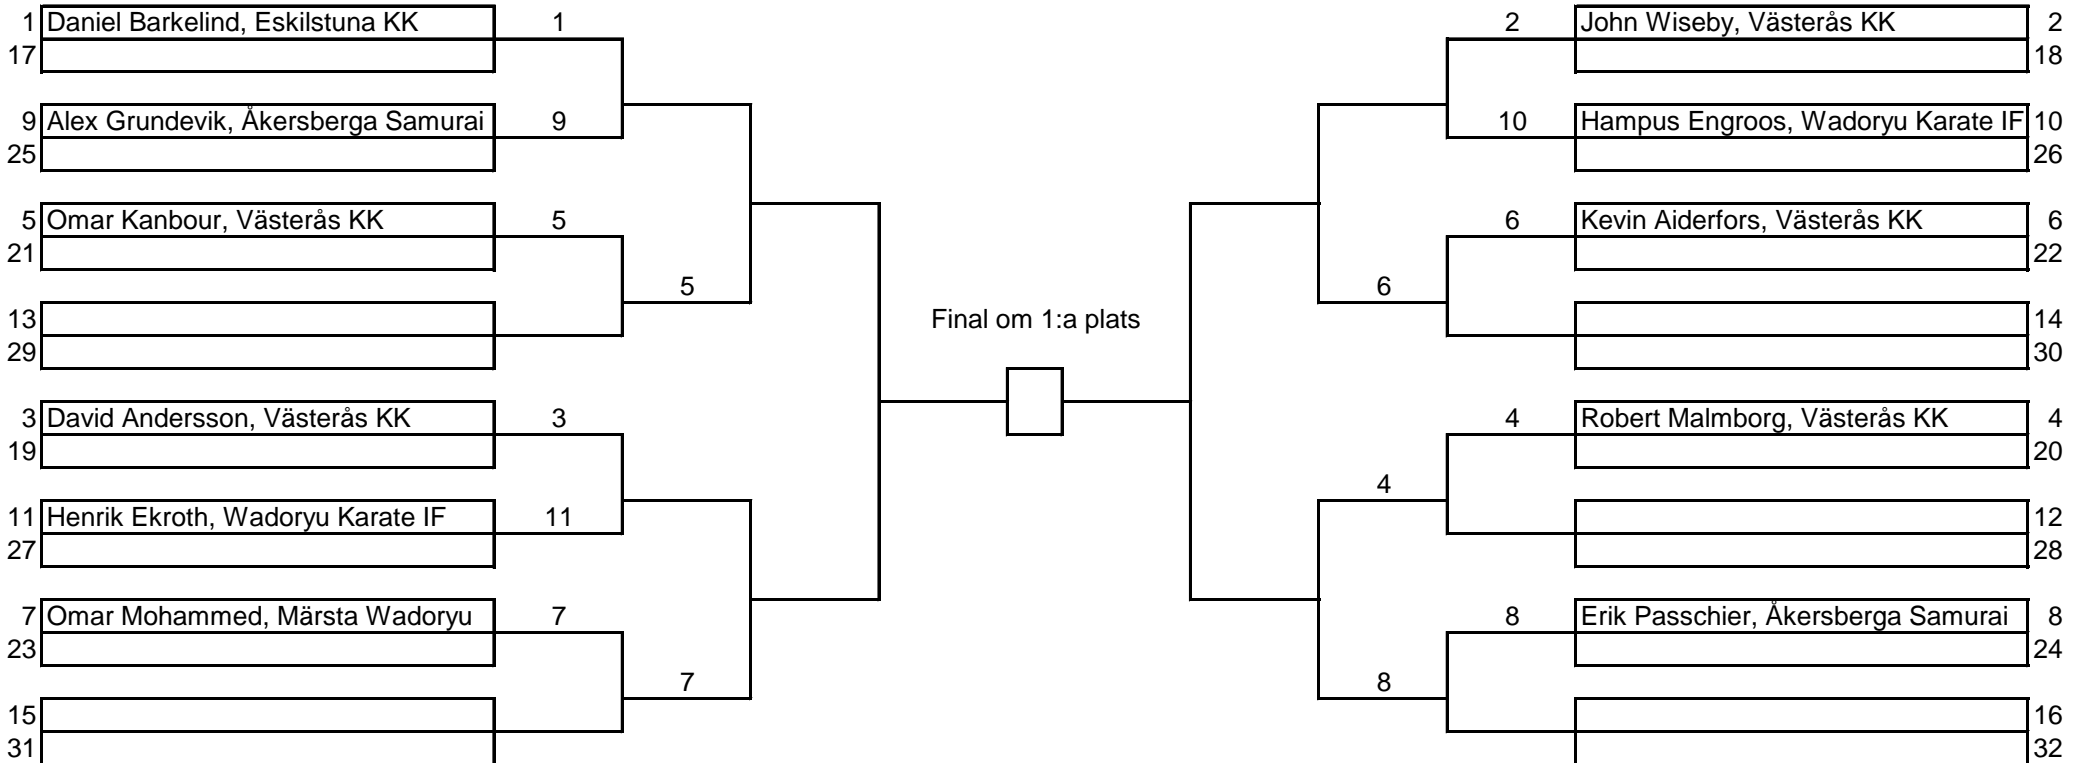 1 Daniel Barkelind, Eskilstuna KK 1 2 John Wiseby, Västerås KK 2
17 18
9 Alex Grundevik, Åkersberga Samurai 9 10 Hampus Engroos, Wadoryu Karate IF 10
25 26
5 Omar Kanbour, Västerås KK 5 6 Kevin Aiderfors, Västerås KK 6
21 22
5 6
13 Final om 1:a plats 14
29 30
3 David Andersson, Västerås KK 3 4 Robert Malmborg, Västerås KK 4
19 20
4
11 Henrik Ekroth, Wadoryu Karate IF 11 12
27 28
7 Omar Mohammed, Märsta Wadoryu 7 8 Erik Passchier, Åkersberga Samurai 8
23 24
7 8
15 16
31 32